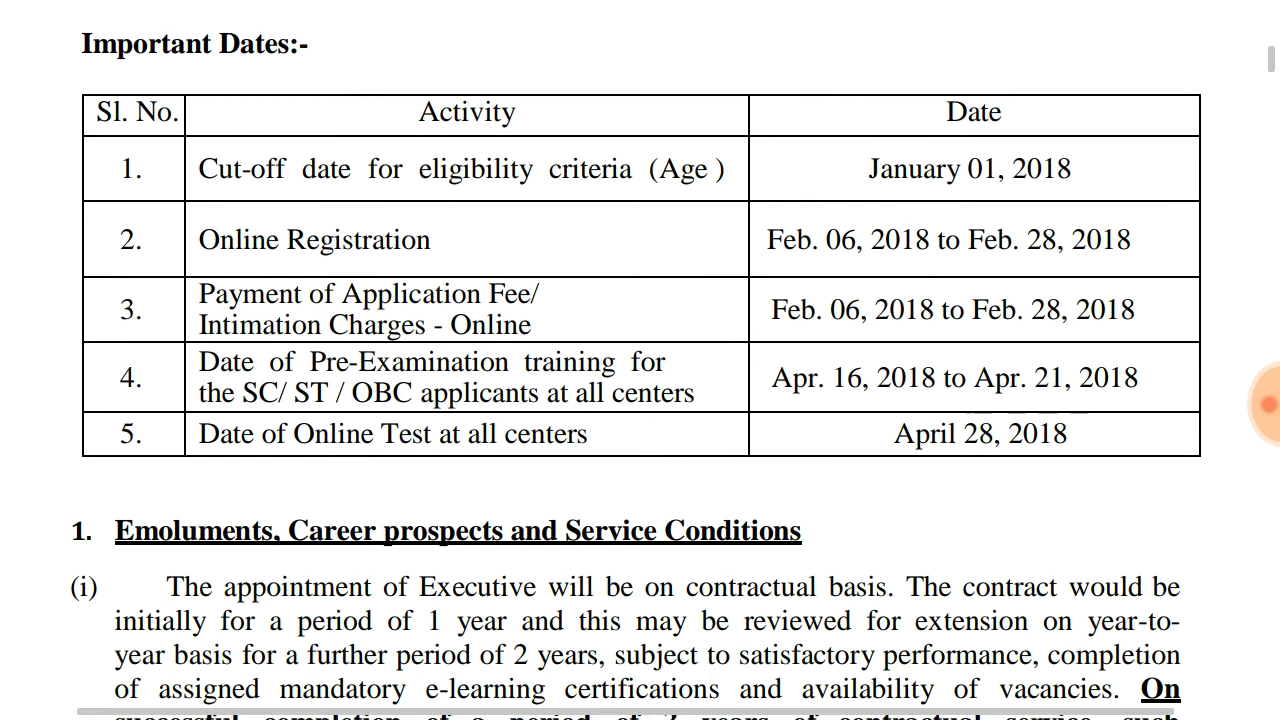 Important Dates:-
Sl. No. Activity Date
1. Cut-off date for eligibility criteria (Age ) January 01, 2018
2. Online Registration Feb. 06, 2018 to Feb. 28, 2018
3. Payment of Application Fee/
Intimation Charges - Online Feb. 06, 2018 to Feb. 28, 2018
4. Date of Pre-Examination training for
the SC/ ST / OBC applicants at all centers Apr. 16, 2018 to Apr. 21, 2018
5. Date of Online Test at all centers April 28, 2018
1. Emoluments, Career prospects and Service Conditions
(i) The appointment of Executive will be on contractual basis. The contract would be
initially for a period of 1 year and this may be reviewed for extension on year-to-
year basis for a further period of 2 years, subject to satisfactory performance, completion
of assigned mandatory e-learning certifications and availability of vacancies. On